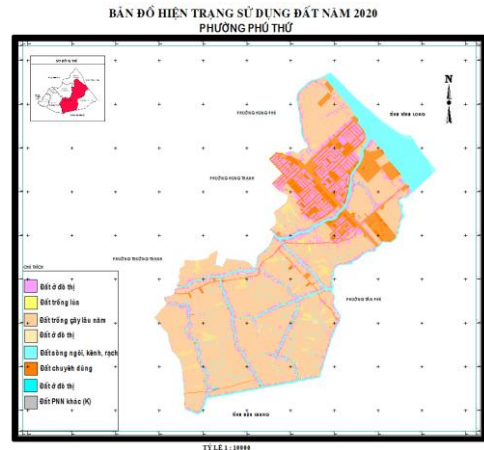 BẢN ĐỒ HIỆN TRẠNG SỬ DỤNG ĐẤT NĂM 2020
PHƯỜNG PHÚ THỨ
N
TỈNH VĨNH LONG
PHƯỜNG HƯNG PHÚ
PHƯỜNG HƯNG THẠNH
PHƯỜNG THƯỜNG THẠNH
PHƯỜNG TÂN PHÚ
CHÚ THÍCH
Đất ở đô thị
Đất trồng lúa
Đất trồng cây lâu năm
Đất ở đô thị
Đất sông ngòi, kênh, rạch
Đất chuyên dùng
Đất ở đô thị
Đất PNN khác (K)
TỈNH HẬU GIANG
TỶ LỆ 1 : 10000